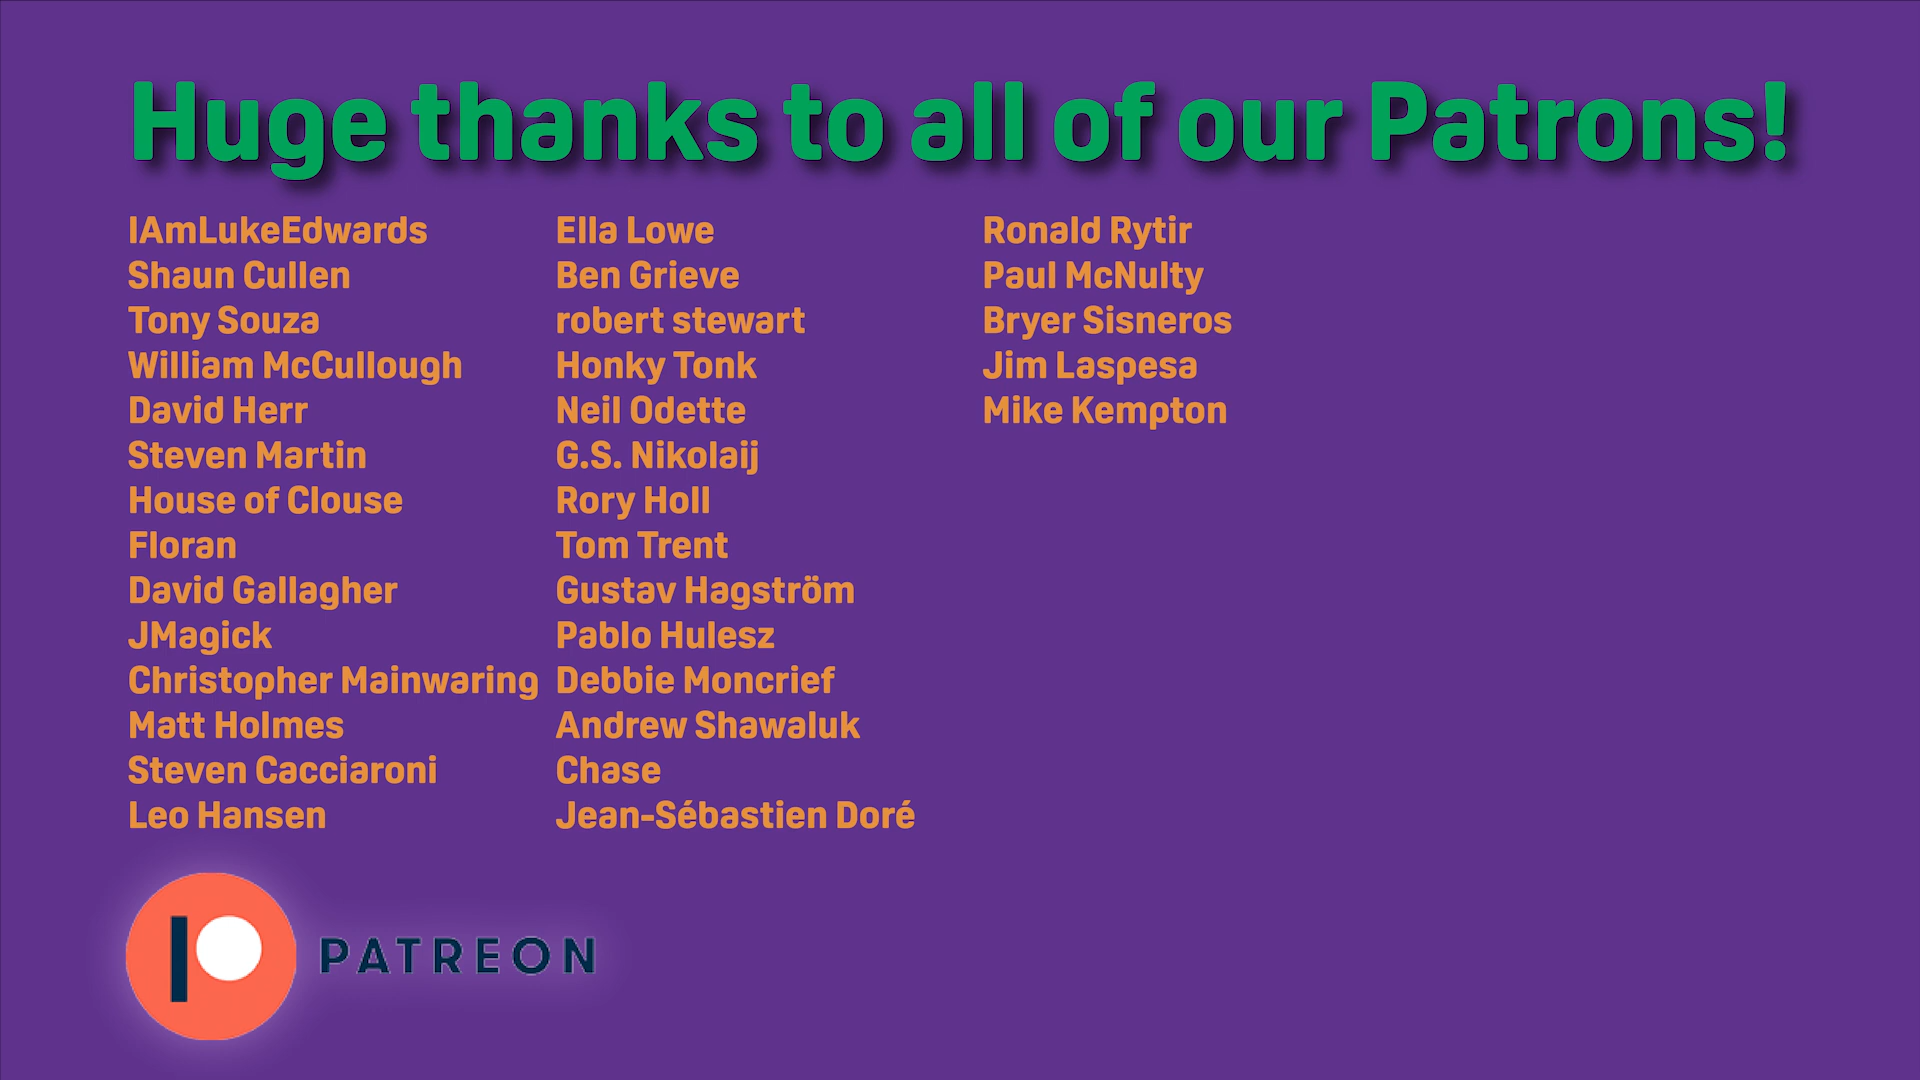 Huge thanks to all of our Patrons!
IAmLukeEdwards
Shaun Cullen
Tony Souza
William McCullough
David Herr
Steven Martin
House of Clouse
Floran
David Gallagher
JMagick
Christopher Mainwaring
Matt Holmes
Steven Cacciaroni
Leo Hansen
Ella Lowe
Ben Grieve
robert stewart
Honky Tonk
Neil Odette
G.S. Nikolaij
Rory Holl
Tom Trent
Gustav Hagström
Pablo Hulesz
Debbie Moncrief
Andrew Shawaluk
Chase
Jean-Sébastien Doré
Ronald Rytir
Paul McNulty
Bryer Sisneros
Jim Laspesa
Mike Kempton
PATREON